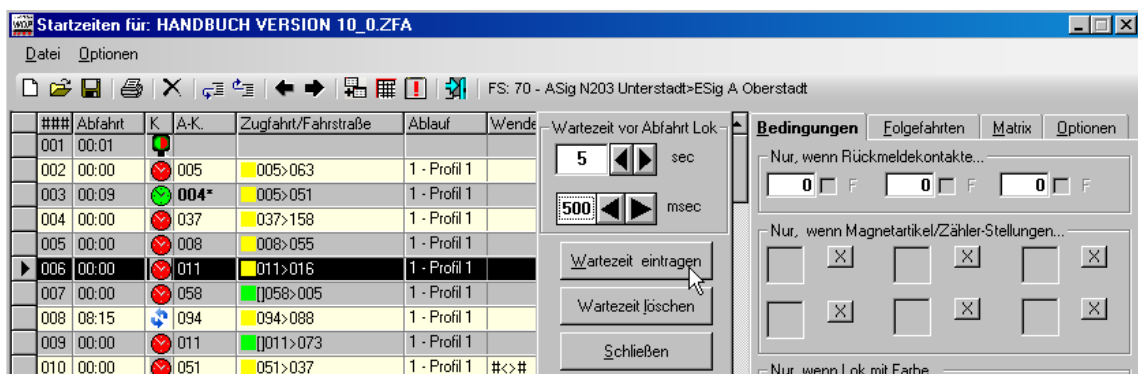 Startzeiten für: HANDBUCH VERSION 10_0.ZFA
Datei Optionen
FS: 70 - ASig N203 Unterstadt>ESig A Oberstadt
### Abfahrt K A-K. Zugfahrt/Fahrstraße Ablauf Wende
001 00:01
002 00:00 005 005>063 1 - Profil 1
003 00:09 004* 005>051 1 - Profil 1
004 00:00 037 037>158 1 - Profil 1
005 00:00 008 008>055 1 - Profil 1
006 00:00 011 011>016 1 - Profil 1
007 00:00 058 []058>005 1 - Profil 1
008 08:15 094 094>088 1 - Profil 1
009 00:00 011 []011>073 1 - Profil 1
010 00:00 051 051>037 1 - Profil 1 #<>#
Wartezeit vor Abfahrt Lok
5 sec
500 msec
Wartezeit eintragen
Wartezeit löschen
Schließen
Bedingungen Folgefahrten Matrix Optionen
Nur, wenn Rückmeldekontakte...
0 F 0 F 0 F
Nur, wenn Magnetartikel/Zähler-Stellungen...
X X X
X X X
Nur, wenn Lok mit Farbe